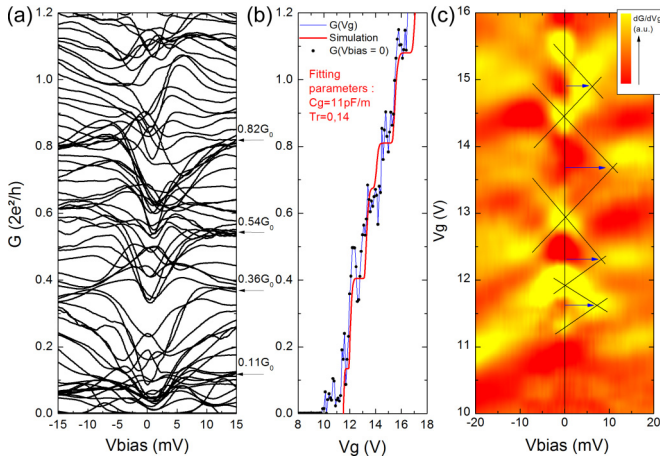 (a)
1.2
1.0
0.8
0.6
0.4
0.2
0.0
G (2e²/h)
0.82G₀
0.54G₀
0.36G₀
0.11G₀
-15 -10 -5 0 5 10 15
Vbias (mV)
(b)
1.2
1.0
0.8
0.6
0.4
0.2
0.0
G(Vg)
Simulation
G(Vbias = 0)
Fitting
parameters :
Cg=11pF/m
Tr=0,14
8 10 12 14 16 18
Vg (V)
(c)
16
15
14
13
12
11
10
Vg (V)
dG/dVg
(a.u.)
-20 -10 0 10 20
Vbias (mV)